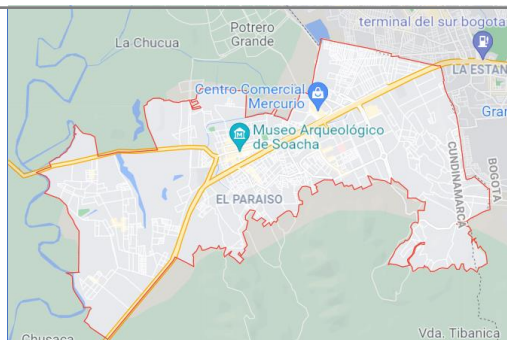 terminal del sur bogota
Potrero
Grande
La Chucua
LA ESTAN
Centro Comercial
Mercurio
Gran
Museo Arqueológico
de Soacha
CUNDINAMARCA
BOGOTA
EL PARAISO
Chusaca
Vda. Tibanica